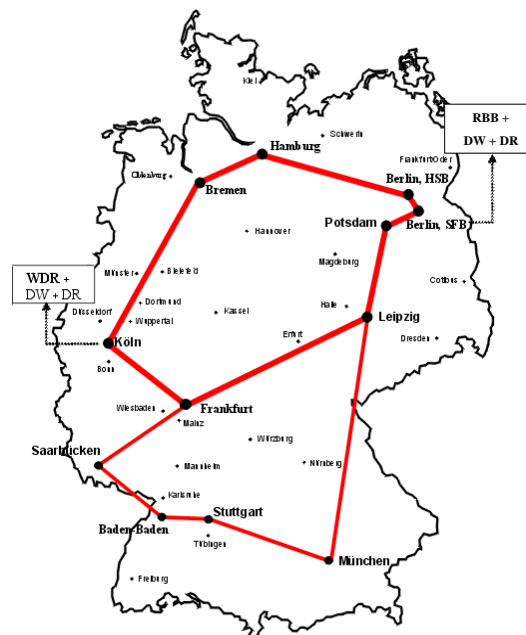 Kiel
RBB +
DW + DR
Schwerin
Hamburg
Frankfurt/Oder
Oldenburg
Bremen
Berlin, HSB
Potsdam
Berlin, SFB
Hannover
Magdeburg
WDR +
DW + DR
Münster
Bielefeld
Cottbus
Dortmund
Halle
Düsseldorf
Wuppertal
Kassel
Leipzig
Köln
Erfurt
Dresden
Bonn
Wiesbaden
Frankfurt
Mainz
Würzburg
Saarbrücken
Mannheim
Nürnberg
Karlsruhe
Stuttgart
Baden-Baden
Tübingen
München
Freiburg